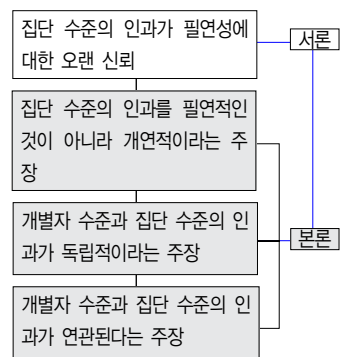 집단 수준의 인과가 필연성에
대한 오랜 신뢰
서론
집단 수준의 인과를 필연적인
것이 아니라 개연적이라는 주
장
개별자 수준과 집단 수준의 인
과가 독립적이라는 주장
본론
개별자 수준과 집단 수준의 인
과가 연관된다는 주장